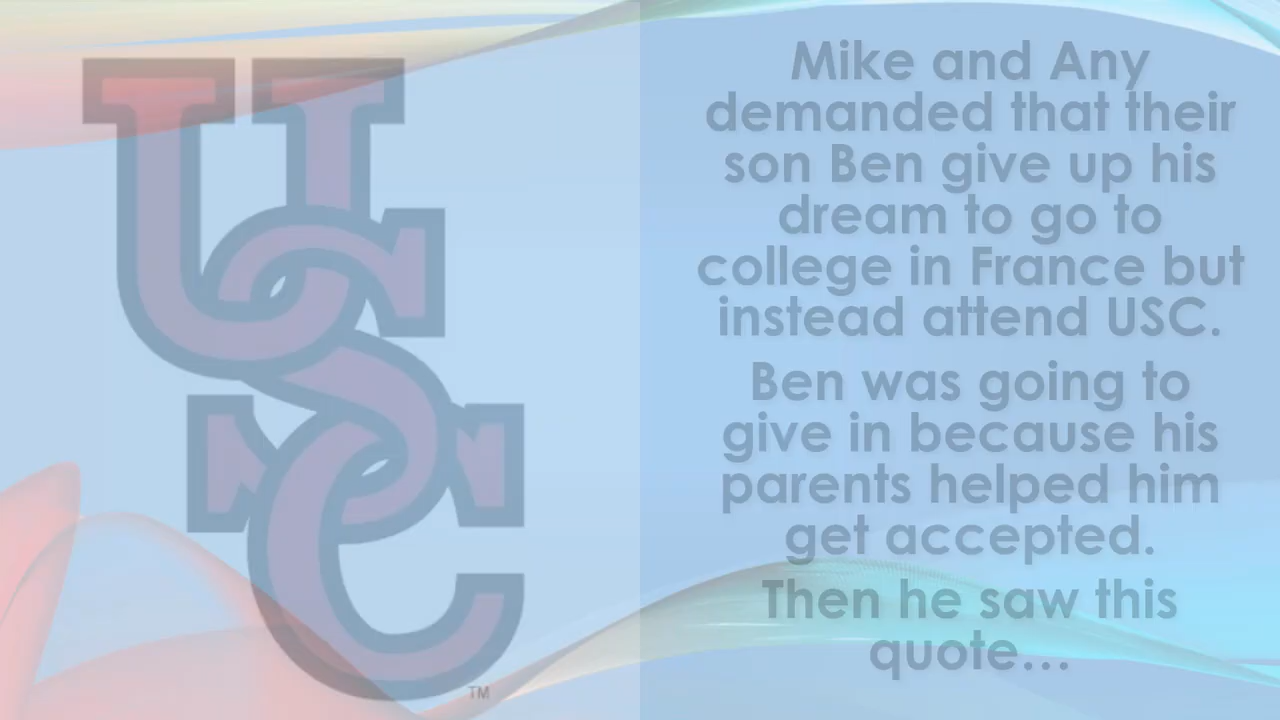 USC
TM
Mike and Any
demanded that their
son Ben give up his
dream to go to
college in France but
instead attend USC.
Ben was going to
give in because his
parents helped him
get accepted.
Then he saw this
quote…